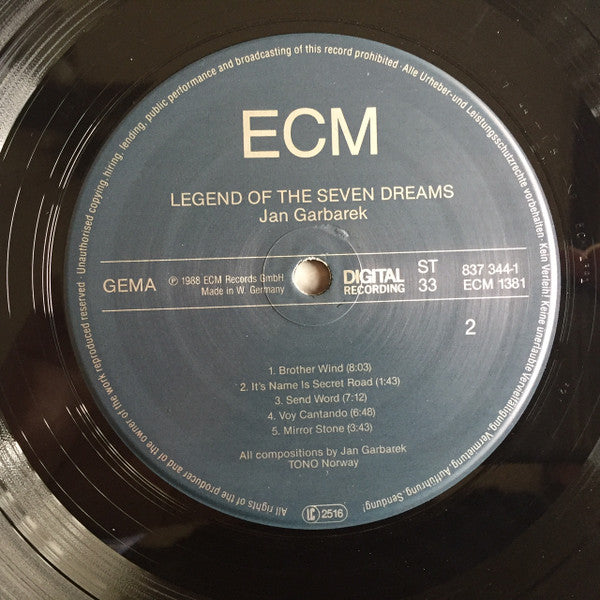 All rights of the producer and of the owner of the work reproduced reserved · Unauthorised copying, hiring, lending, public performance and broadcasting of this record prohibited · Alle Urheber-und Leistungsschutzrechte vorbehalten · Kein Verleih! Keine unerlaubte Vervielfältigung, Vermietung, Aufführung, Sendung!
ECM
LEGEND OF THE SEVEN DREAMS
Jan Garbarek
GEMA
℗ 1988 ECM Records GmbH
Made in W. Germany
DIGITAL
RECORDING
ST
33
837 344-1
ECM 1381
2
1. Brother Wind (8:03)
2. It's Name Is Secret Road (1:43)
3. Send Word (7:12)
4. Voy Cantando (6:48)
5. Mirror Stone (3:43)
All compositions by Jan Garbarek
TONO Norway
LC 2516